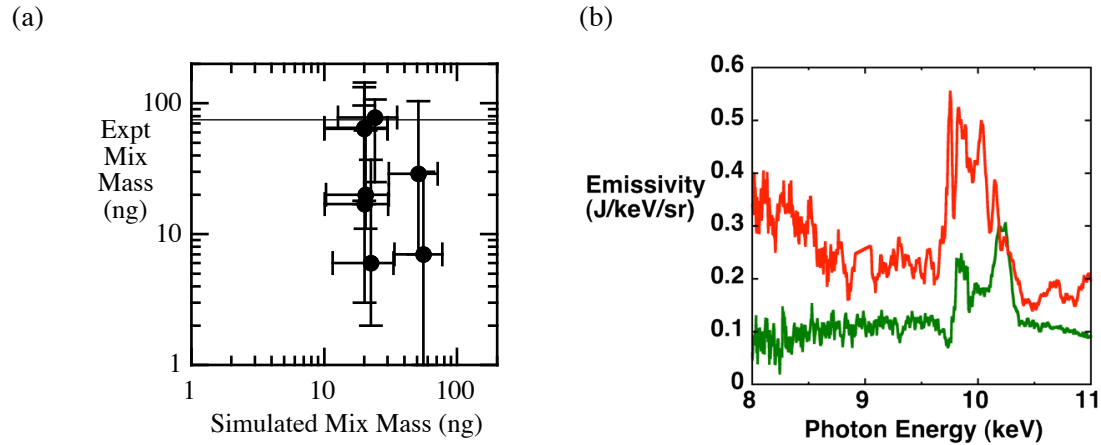 (a)
100
10
1
Expt
Mix
Mass
(ng)
1
10
100
Simulated Mix Mass (ng)
(b)
0.6
0.5
0.4
0.3
0.2
0.1
0
Emissivity
(J/keV/sr)
8
9
10
11
Photon Energy (keV)